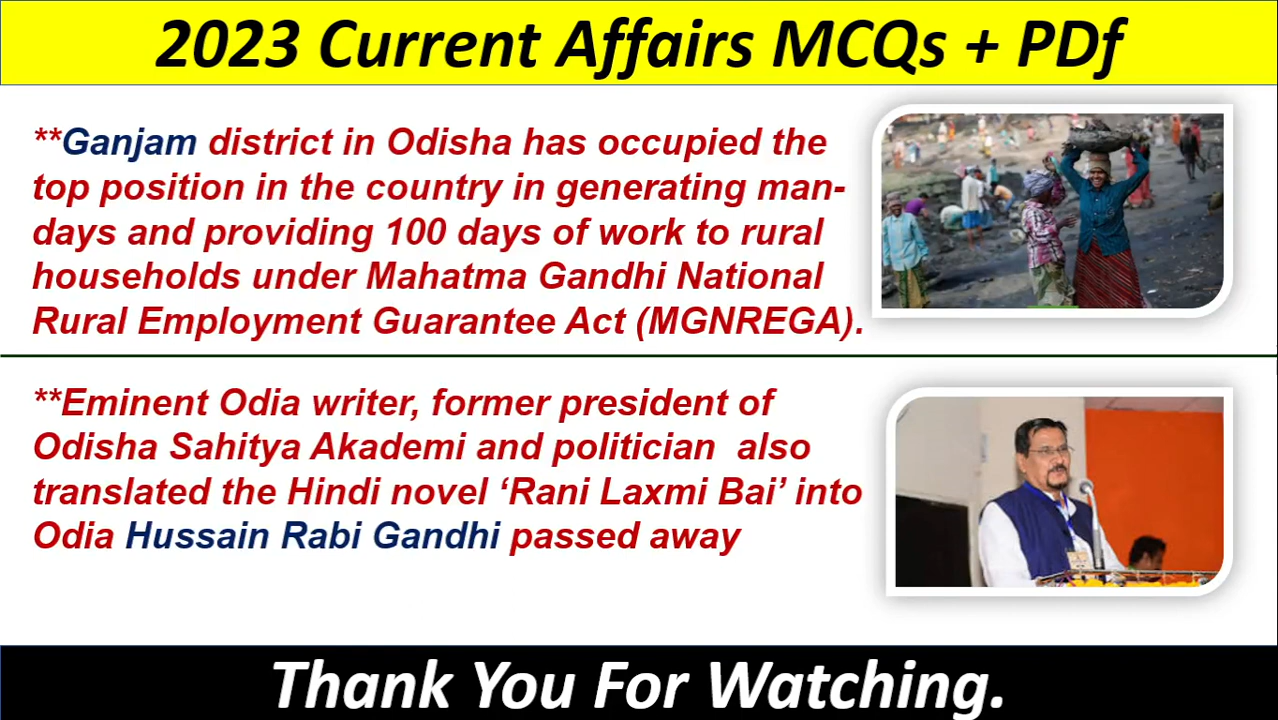 2023 Current Affairs MCQs + PDf
**Ganjam district in Odisha has occupied the
top position in the country in generating man-
days and providing 100 days of work to rural
households under Mahatma Gandhi National
Rural Employment Guarantee Act (MGNREGA).
**Eminent Odia writer, former president of
Odisha Sahitya Akademi and politician  also
translated the Hindi novel ‘Rani Laxmi Bai’ into
Odia Hussain Rabi Gandhi passed away
Thank You For Watching.